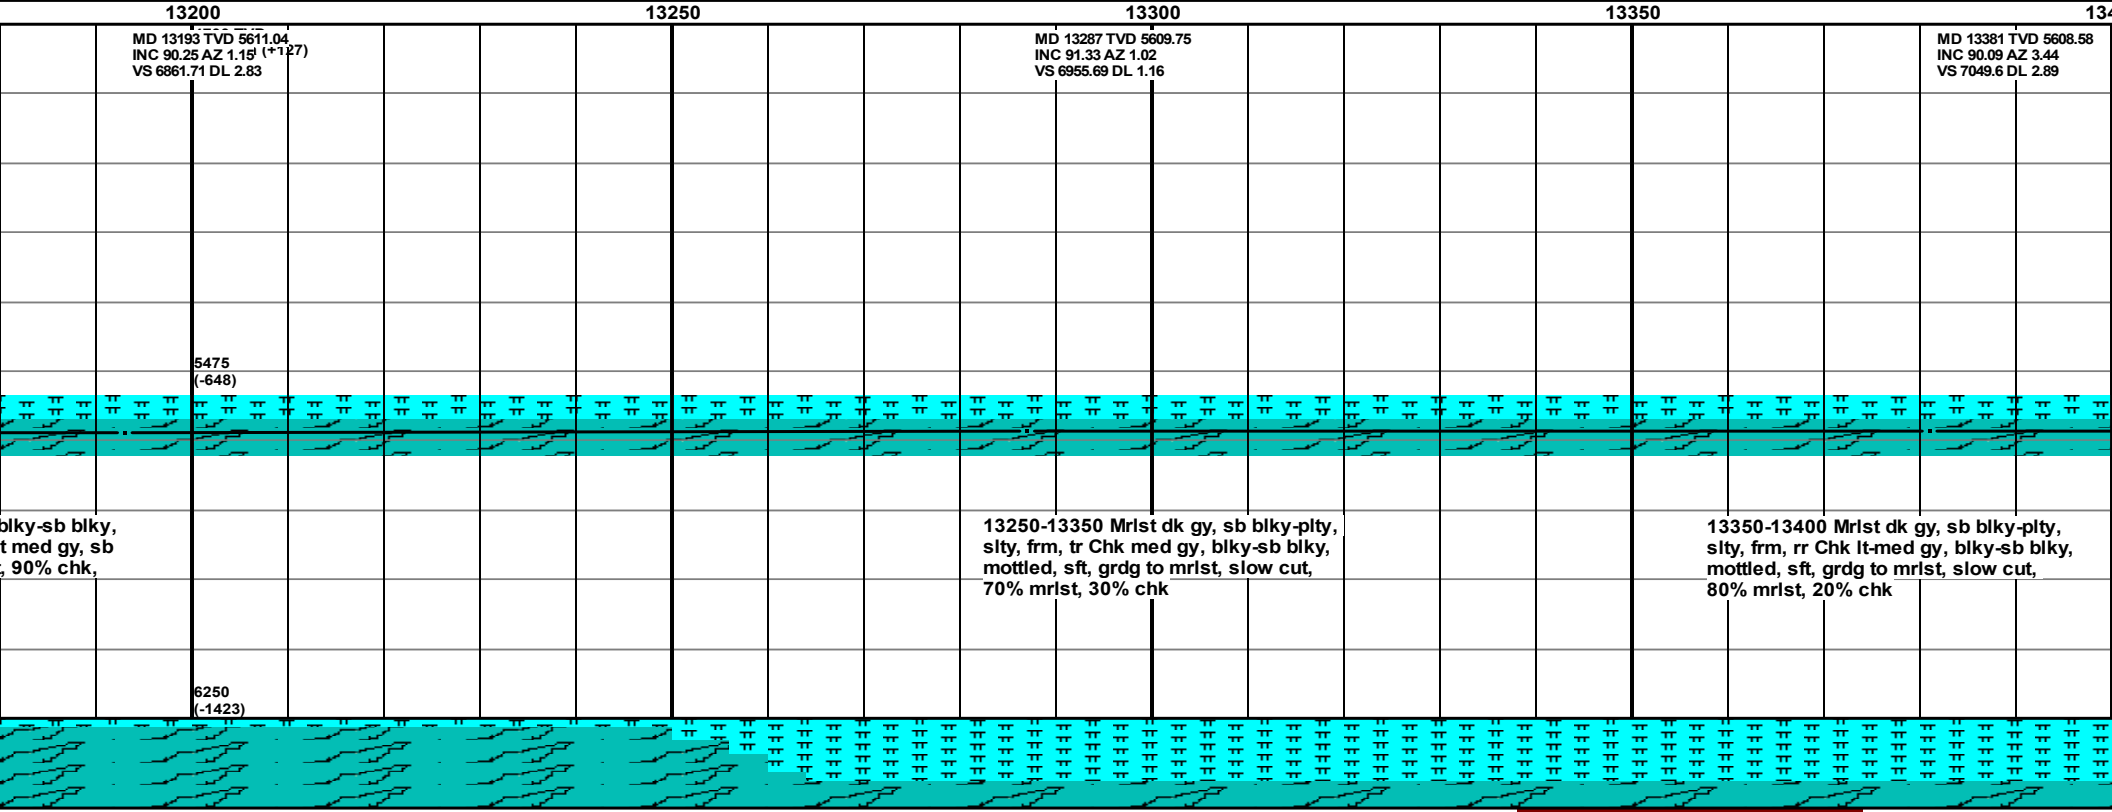 13200 13250 13300 13350
MD 13193 TVD 5611.04
INC 90.25 AZ 1.15 (+127)
VS 6861.71 DL 2.83
MD 13287 TVD 5609.75
INC 91.33 AZ 1.02
VS 6955.69 DL 1.16
MD 13381 TVD 5608.58
INC 90.09 AZ 3.44
VS 7049.6 DL 2.89
5475
(-648)
blky-sb blky,
t med gy, sb
, 90% chk,
13250-13350 Mrlst dk gy, sb blky-plty,
slty, frm, tr Chk med gy, blky-sb blky,
mottled, sft, grdg to mrlst, slow cut,
70% mrlst, 30% chk
13350-13400 Mrlst dk gy, sb blky-plty,
slty, frm, rr Chk lt-med gy, blky-sb blky,
mottled, sft, grdg to mrlst, slow cut,
80% mrlst, 20% chk
6250
(-1423)